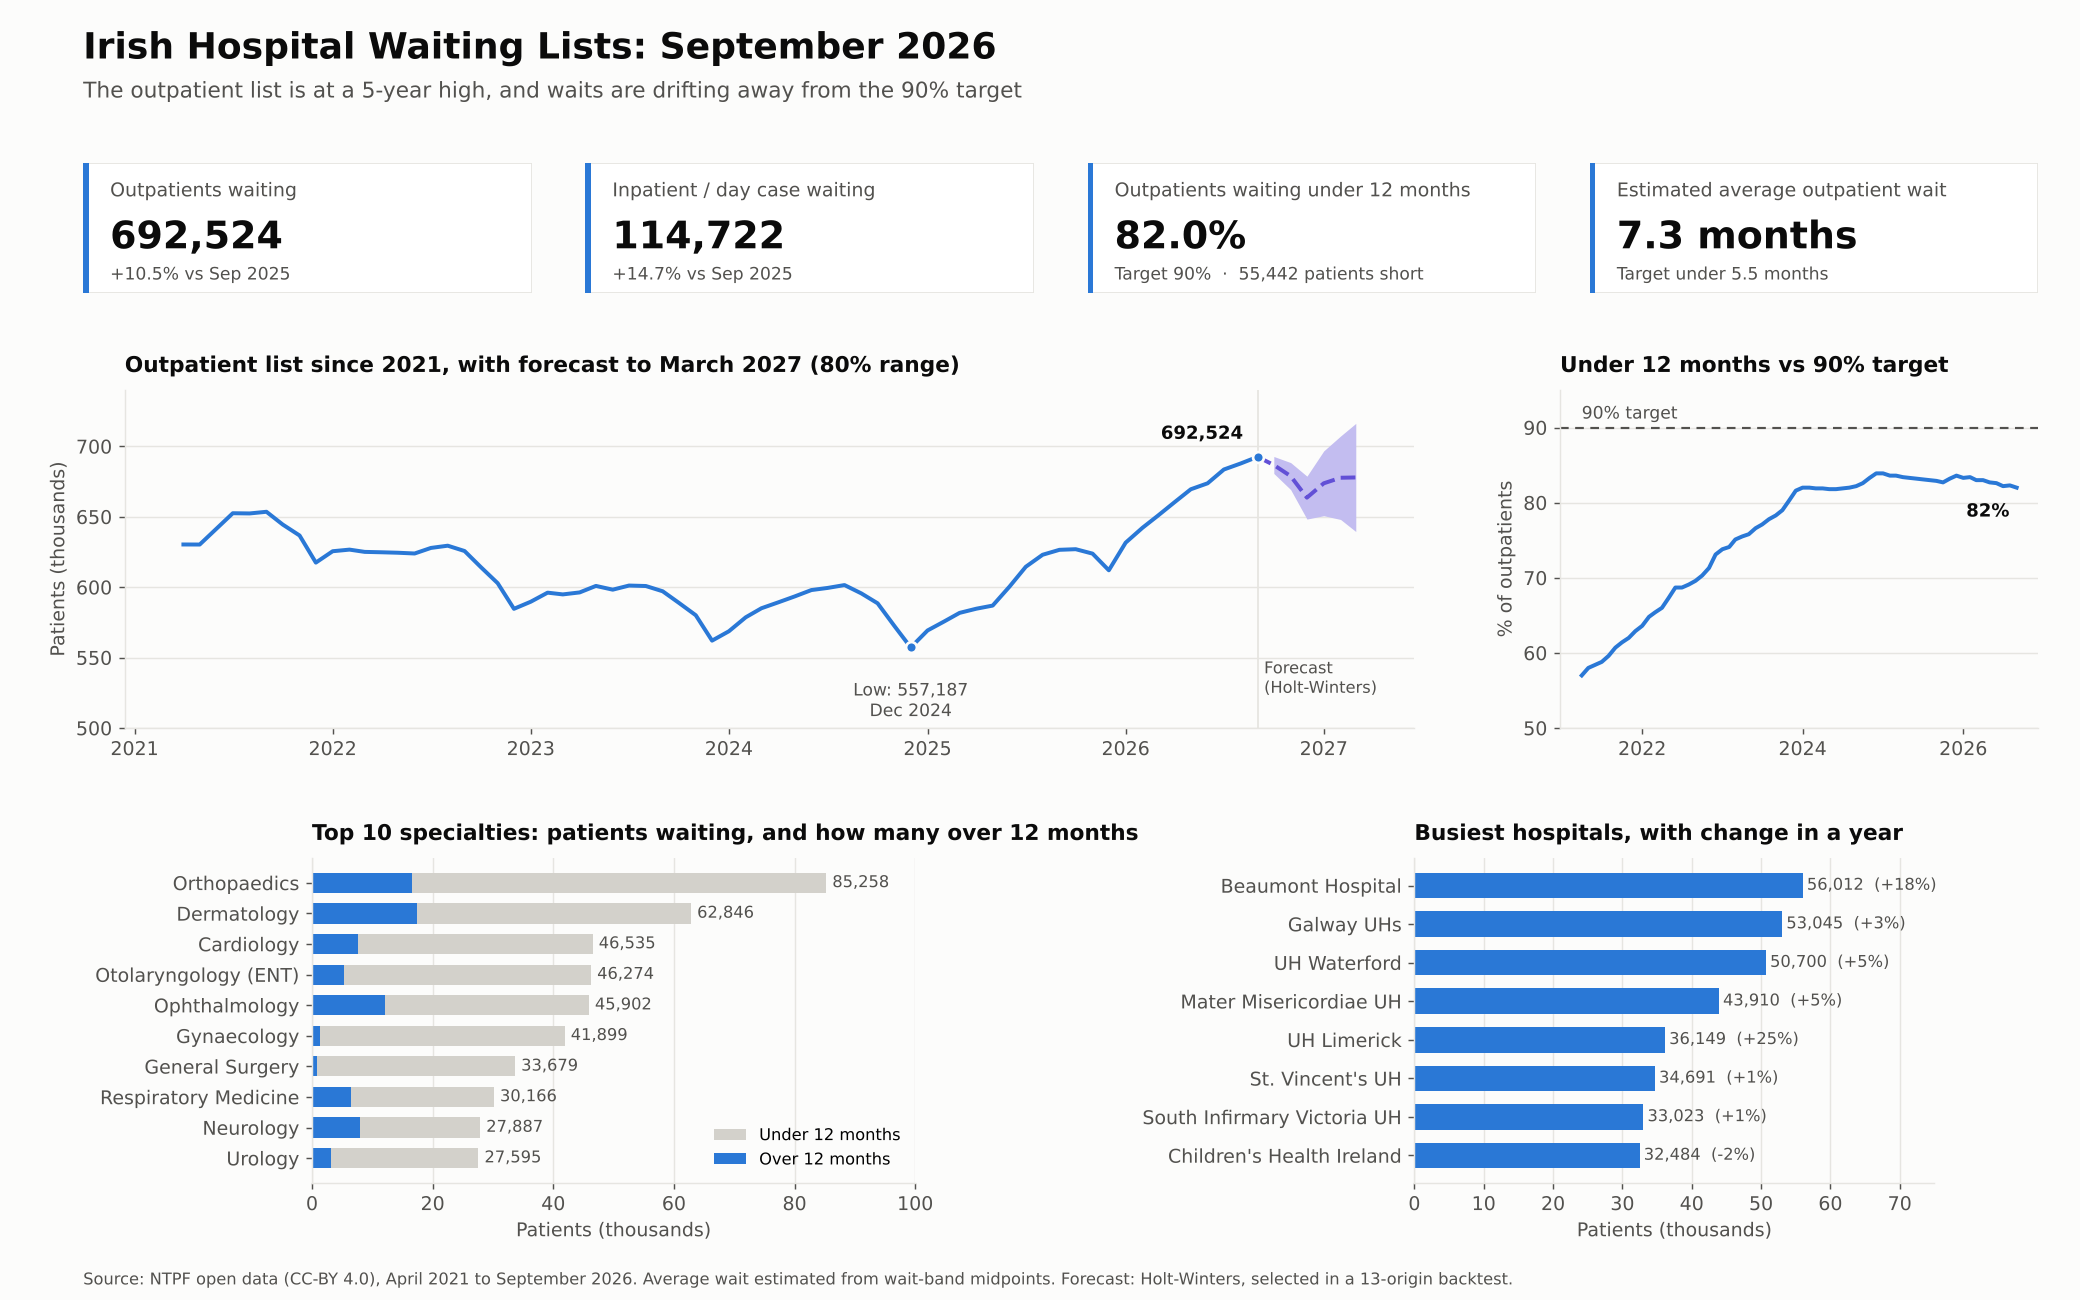 Irish Hospital Waiting Lists: September 2026
The outpatient list is at a 5-year high, and waits are drifting away from the 90% target
Outpatients waiting
692,524
+10.5% vs Sep 2025
Inpatient / day case waiting
114,722
+14.7% vs Sep 2025
Outpatients waiting under 12 months
82.0%
Target 90%  ·  55,442 patients short
Estimated average outpatient wait
7.3 months
Target under 5.5 months
Outpatient list since 2021, with forecast to March 2027 (80% range)
Patients (thousands)
700
650
600
550
500
692,524
Low: 557,187
Dec 2024
Forecast
(Holt-Winters)
2021 2022 2023 2024 2025 2026 2027
Under 12 months vs 90% target
% of outpatients
90% target
90
80
70
60
50
82%
2022 2024 2026
Top 10 specialties: patients waiting, and how many over 12 months
Orthopaedics 85,258
Dermatology 62,846
Cardiology 46,535
Otolaryngology (ENT) 46,274
Ophthalmology 45,902
Gynaecology 41,899
General Surgery 33,679
Respiratory Medicine 30,166
Neurology 27,887
Urology 27,595
Under 12 months
Over 12 months
0 20 40 60 80 100
Patients (thousands)
Busiest hospitals, with change in a year
Beaumont Hospital 56,012 (+18%)
Galway UHs 53,045 (+3%)
UH Waterford 50,700 (+5%)
Mater Misericordiae UH 43,910 (+5%)
UH Limerick 36,149 (+25%)
St. Vincent's UH 34,691 (+1%)
South Infirmary Victoria UH 33,023 (+1%)
Children's Health Ireland 32,484 (-2%)
0 10 20 30 40 50 60 70
Patients (thousands)
Source: NTPF open data (CC-BY 4.0), April 2021 to September 2026. Average wait estimated from wait-band midpoints. Forecast: Holt-Winters, selected in a 13-origin backtest.